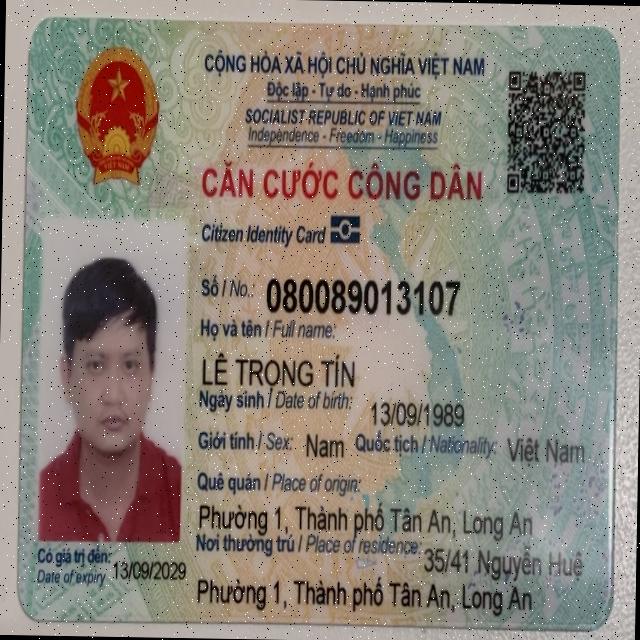 CỘNG HÒA XÃ HỘI CHỦ NGHĨA VIỆT NAM
Độc lập - Tự do - Hạnh phúc
SOCIALIST REPUBLIC OF VIET NAM
Independence - Freedom - Happiness
CĂN CƯỚC CÔNG DÂN
Citizen Identity Card
Số / No.: 080089013107
Họ và tên / Full name:
LÊ TRỌNG TÍN
Ngày sinh / Date of birth: 13/09/1989
Giới tính / Sex: Nam Quốc tịch / Nationality: Việt Nam
Quê quán / Place of origin:
Phường 1, Thành phố Tân An, Long An
Nơi thường trú / Place of residence: 35/41 Nguyễn Huệ
Phường 1, Thành phố Tân An, Long An
Có giá trị đến: 13/09/2029
Date of expiry